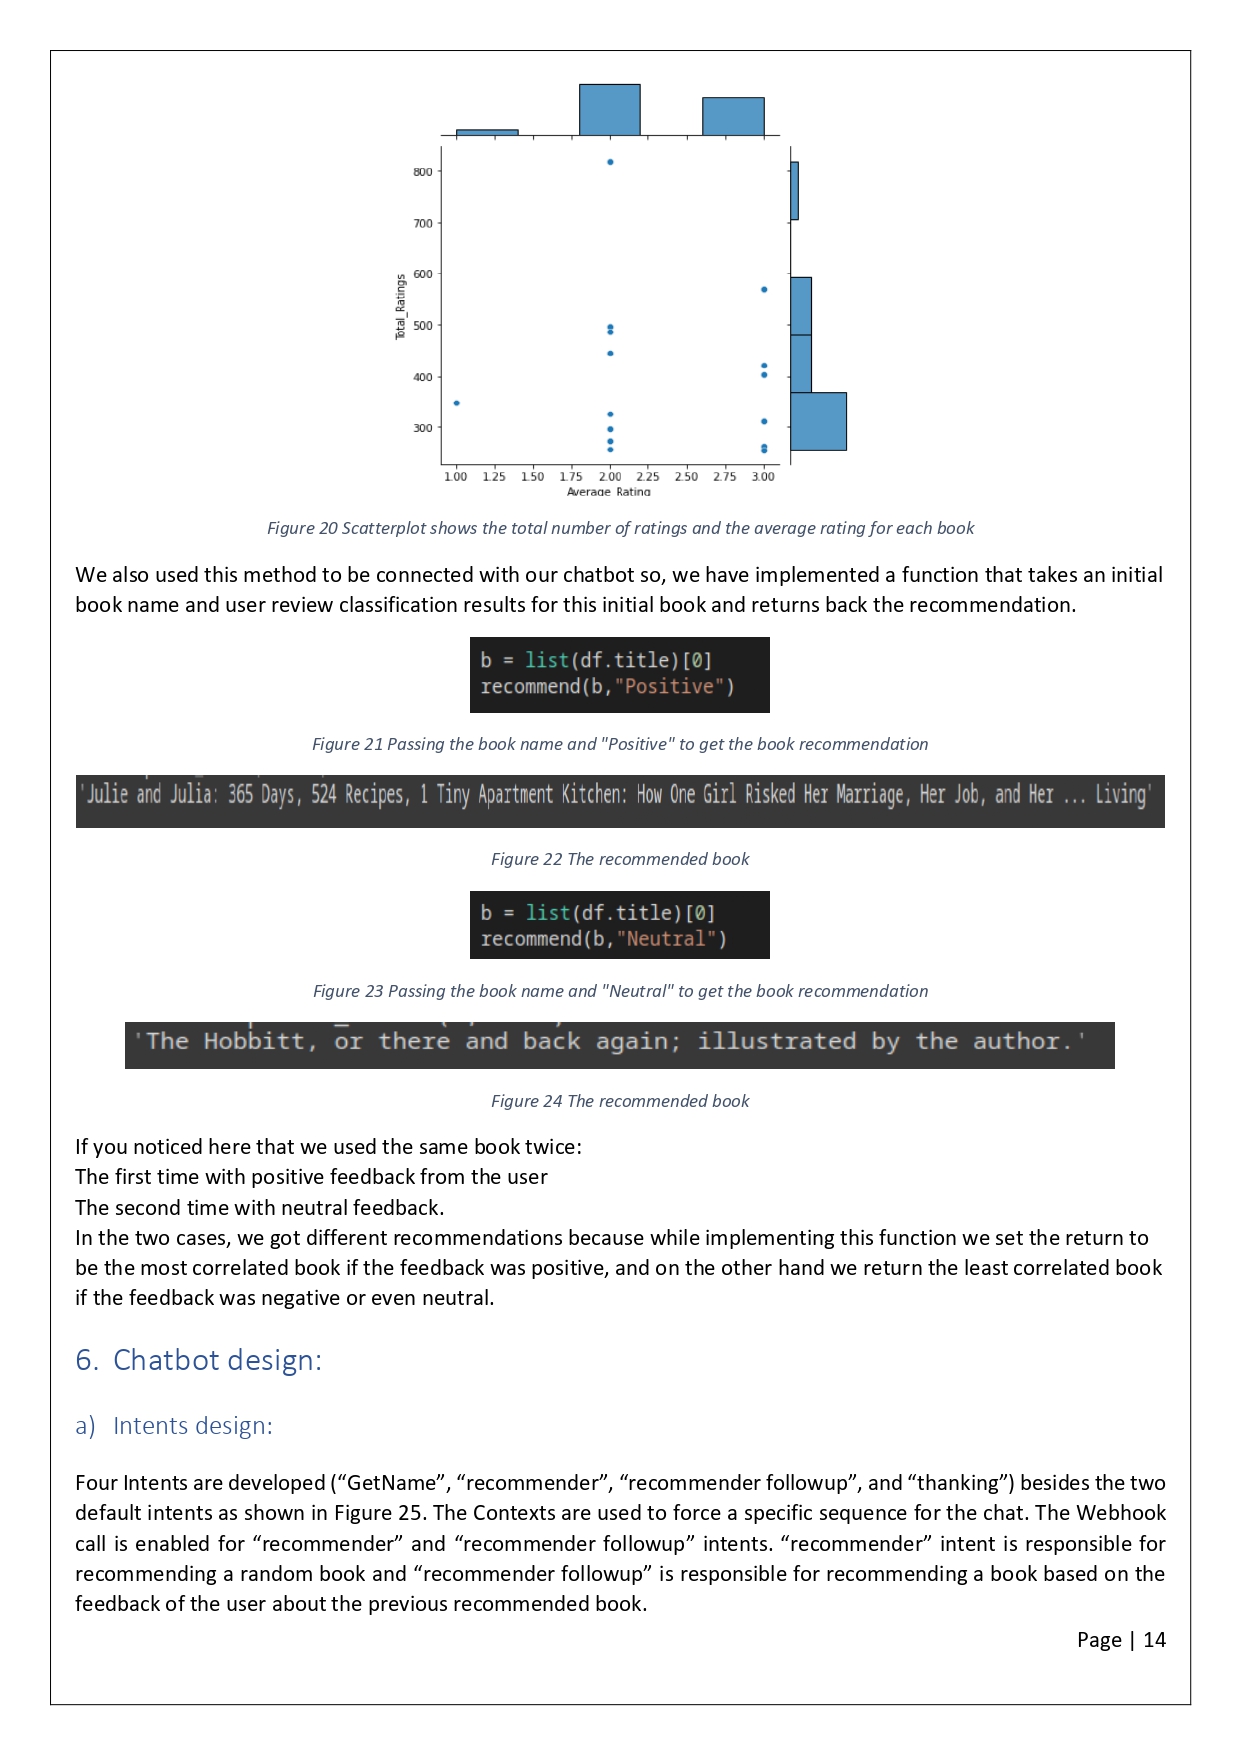 800
700
600
500
400
300
Total_Ratings
1.00 1.25 1.50 1.75 2.00 2.25 2.50 2.75 3.00
Average_Rating
Figure 20 Scatterplot shows the total number of ratings and the average rating for each book
We also used this method to be connected with our chatbot so, we have implemented a function that takes an initial
book name and user review classification results for this initial book and returns back the recommendation.
b = list(df.title)[0]
recommend(b,"Positive")
Figure 21 Passing the book name and "Positive" to get the book recommendation
'Julie and Julia: 365 Days, 524 Recipes, 1 Tiny Apartment Kitchen: How One Girl Risked Her Marriage, Her Job, and Her ... Living'
Figure 22 The recommended book
b = list(df.title)[0]
recommend(b,"Neutral")
Figure 23 Passing the book name and "Neutral" to get the book recommendation
'The Hobbitt, or there and back again; illustrated by the author.'
Figure 24 The recommended book
If you noticed here that we used the same book twice:
The first time with positive feedback from the user
The second time with neutral feedback.
In the two cases, we got different recommendations because while implementing this function we set the return to
be the most correlated book if the feedback was positive, and on the other hand we return the least correlated book
if the feedback was negative or even neutral.
6. Chatbot design:
a) Intents design:
Four Intents are developed (“GetName”, “recommender”, “recommender followup”, and “thanking”) besides the two
default intents as shown in Figure 25. The Contexts are used to force a specific sequence for the chat. The Webhook
call is enabled for “recommender” and “recommender followup” intents. “recommender” intent is responsible for
recommending a random book and “recommender followup” is responsible for recommending a book based on the
feedback of the user about the previous recommended book.
Page | 14